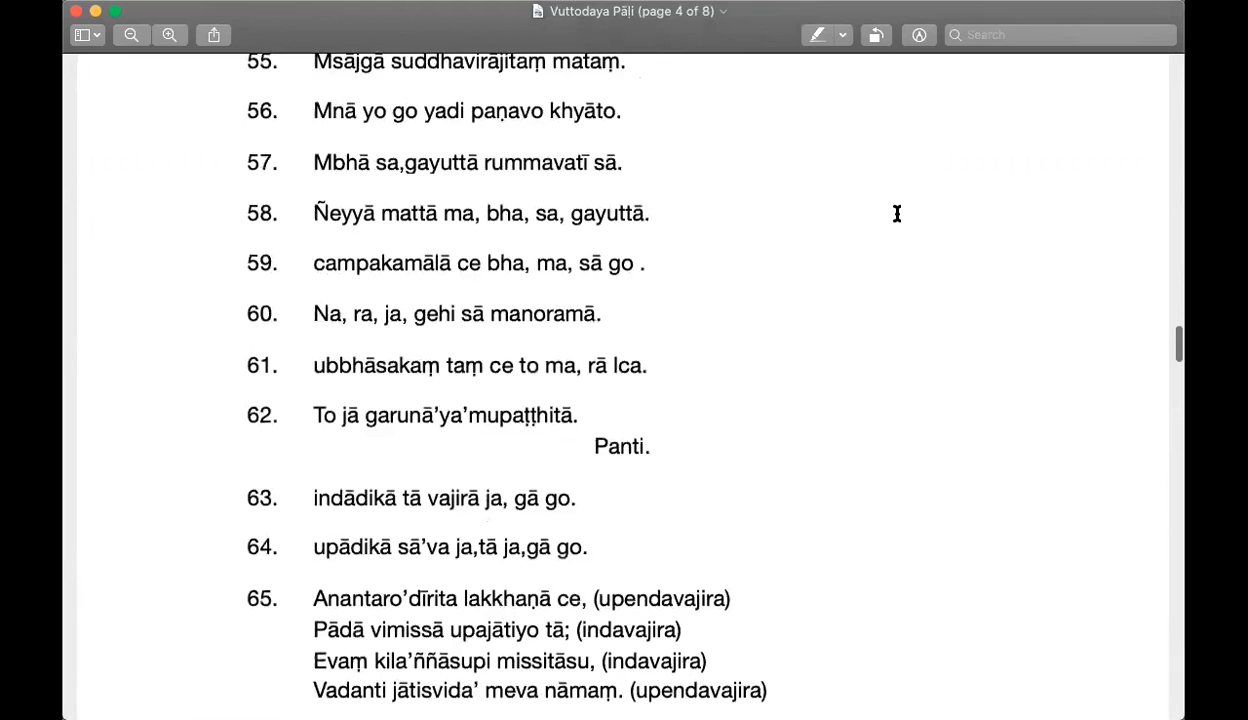 Vuttodaya Pāḷi (page 4 of 8)
Search
55. Msājgā suddhavirājitaṃ mataṃ.
56. Mnā yo go yadi paṇavo khyāto.
57. Mbhā sa,gayuttā rummavatī sā.
58. Ñeyyā mattā ma, bha, sa, gayuttā.
59. campakamālā ce bha, ma, sā go .
60. Na, ra, ja, gehi sā manoramā.
61. ubbhāsakaṃ taṃ ce to ma, rā lca.
62. To jā garunā’ya’mupaṭṭhitā.
Panti.
63. indādikā tā vajirā ja, gā go.
64. upādikā sā’va ja,tā ja,gā go.
65. Anantaro’dīrita lakkhaṇā ce, (upendavajira)
Pādā vimissā upajātiyo tā; (indavajira)
Evaṃ kila’ññāsupi missitāsu, (indavajira)
Vadanti jātisvida’ meva nāmaṃ. (upendavajira)